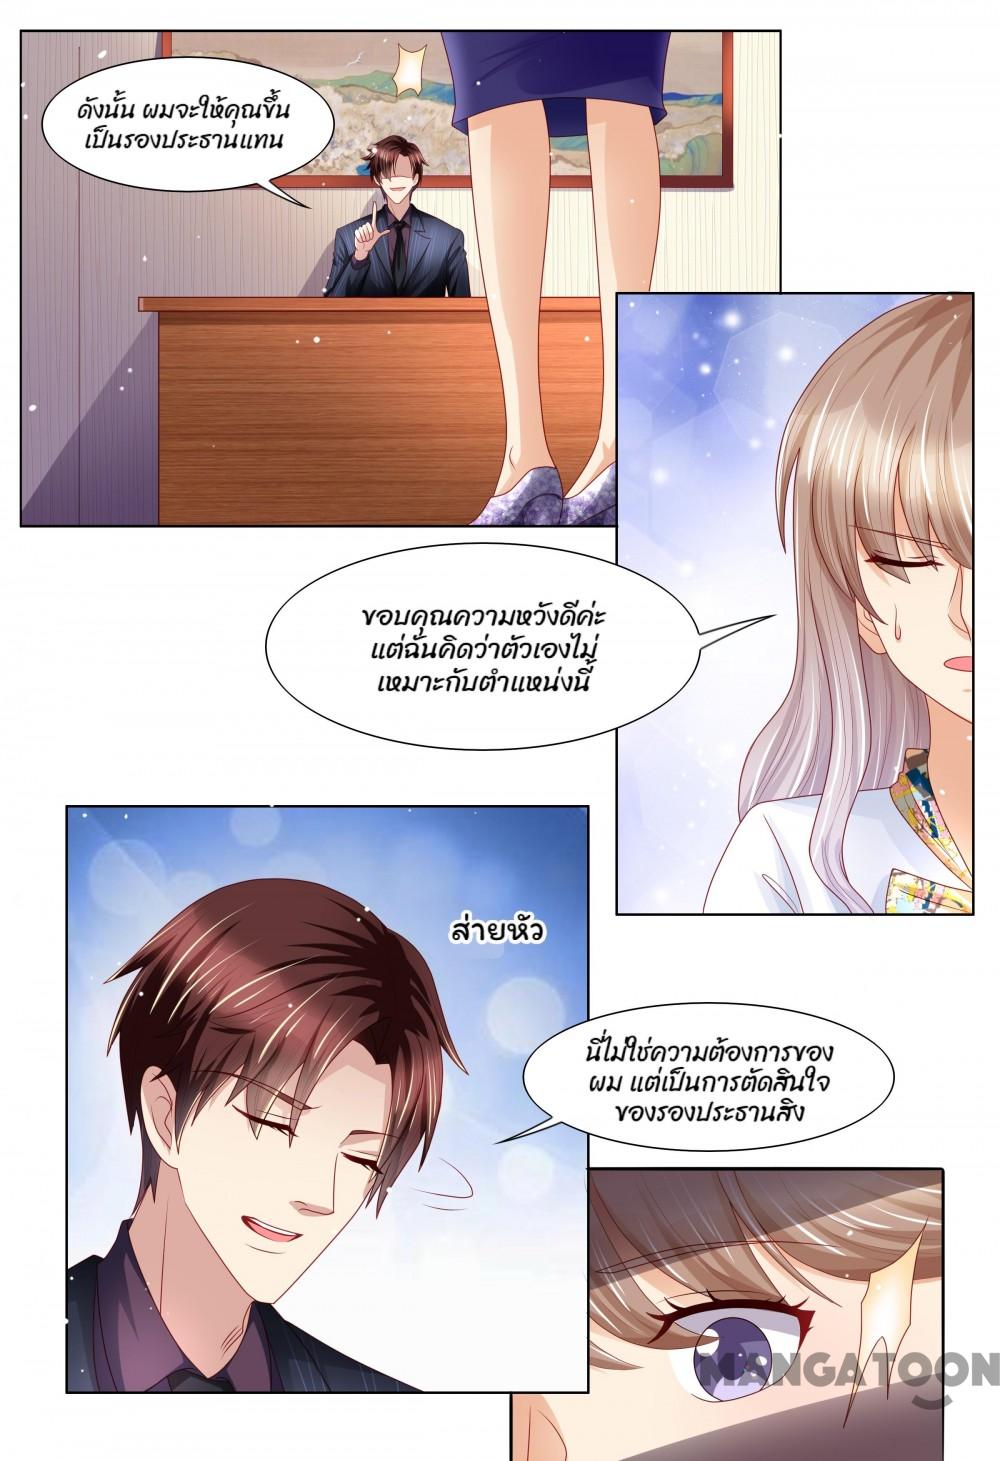 ดังนั้น ผมจะให้คุณขึ้น
เป็นรองประธานแทน
ขอบคุณความหวังดีค่ะ
แต่ฉันคิดว่าตัวเองไม่
เหมาะกับตำแหน่งนี้
ส่ายหัว
นี่ไม่ใช่ความต้องการของ
ผม แต่เป็นการตัดสินใจ
ของรองประธานสิง
MANGATOON